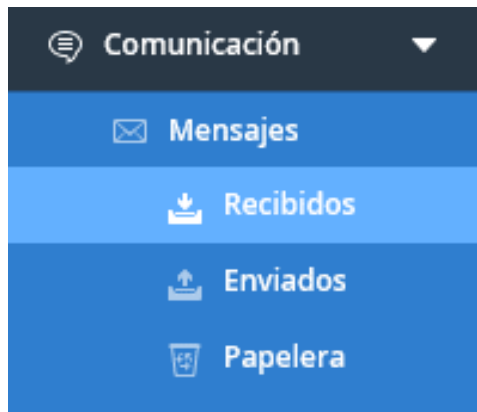 Comunicación
Mensajes
Recibidos
Enviados
Papelera